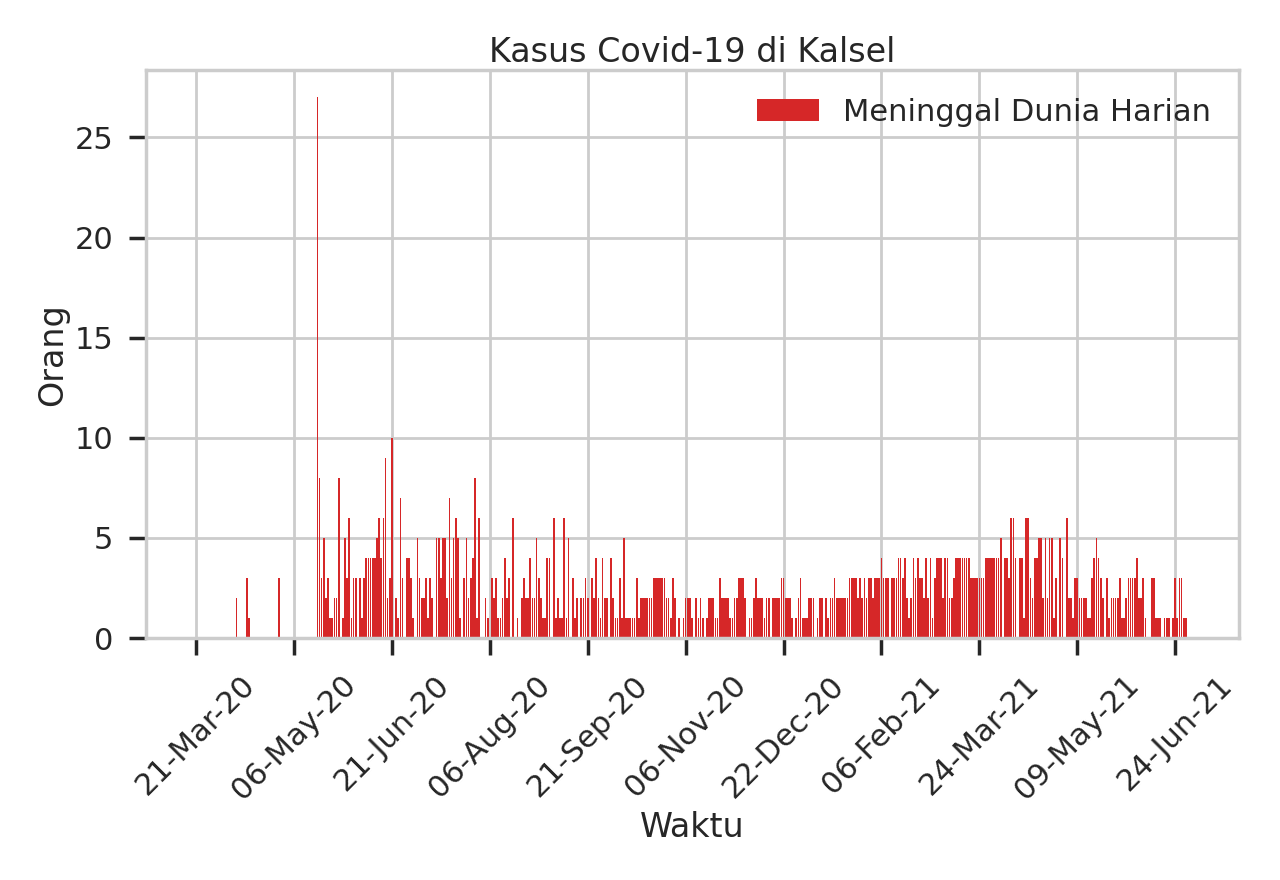 Kasus Covid-19 di Kalsel
Meninggal Dunia Harian
Orang
25
20
15
10
5
0
21-Mar-20
06-May-20
21-Jun-20
06-Aug-20
21-Sep-20
06-Nov-20
22-Dec-20
06-Feb-21
24-Mar-21
09-May-21
24-Jun-21
Waktu